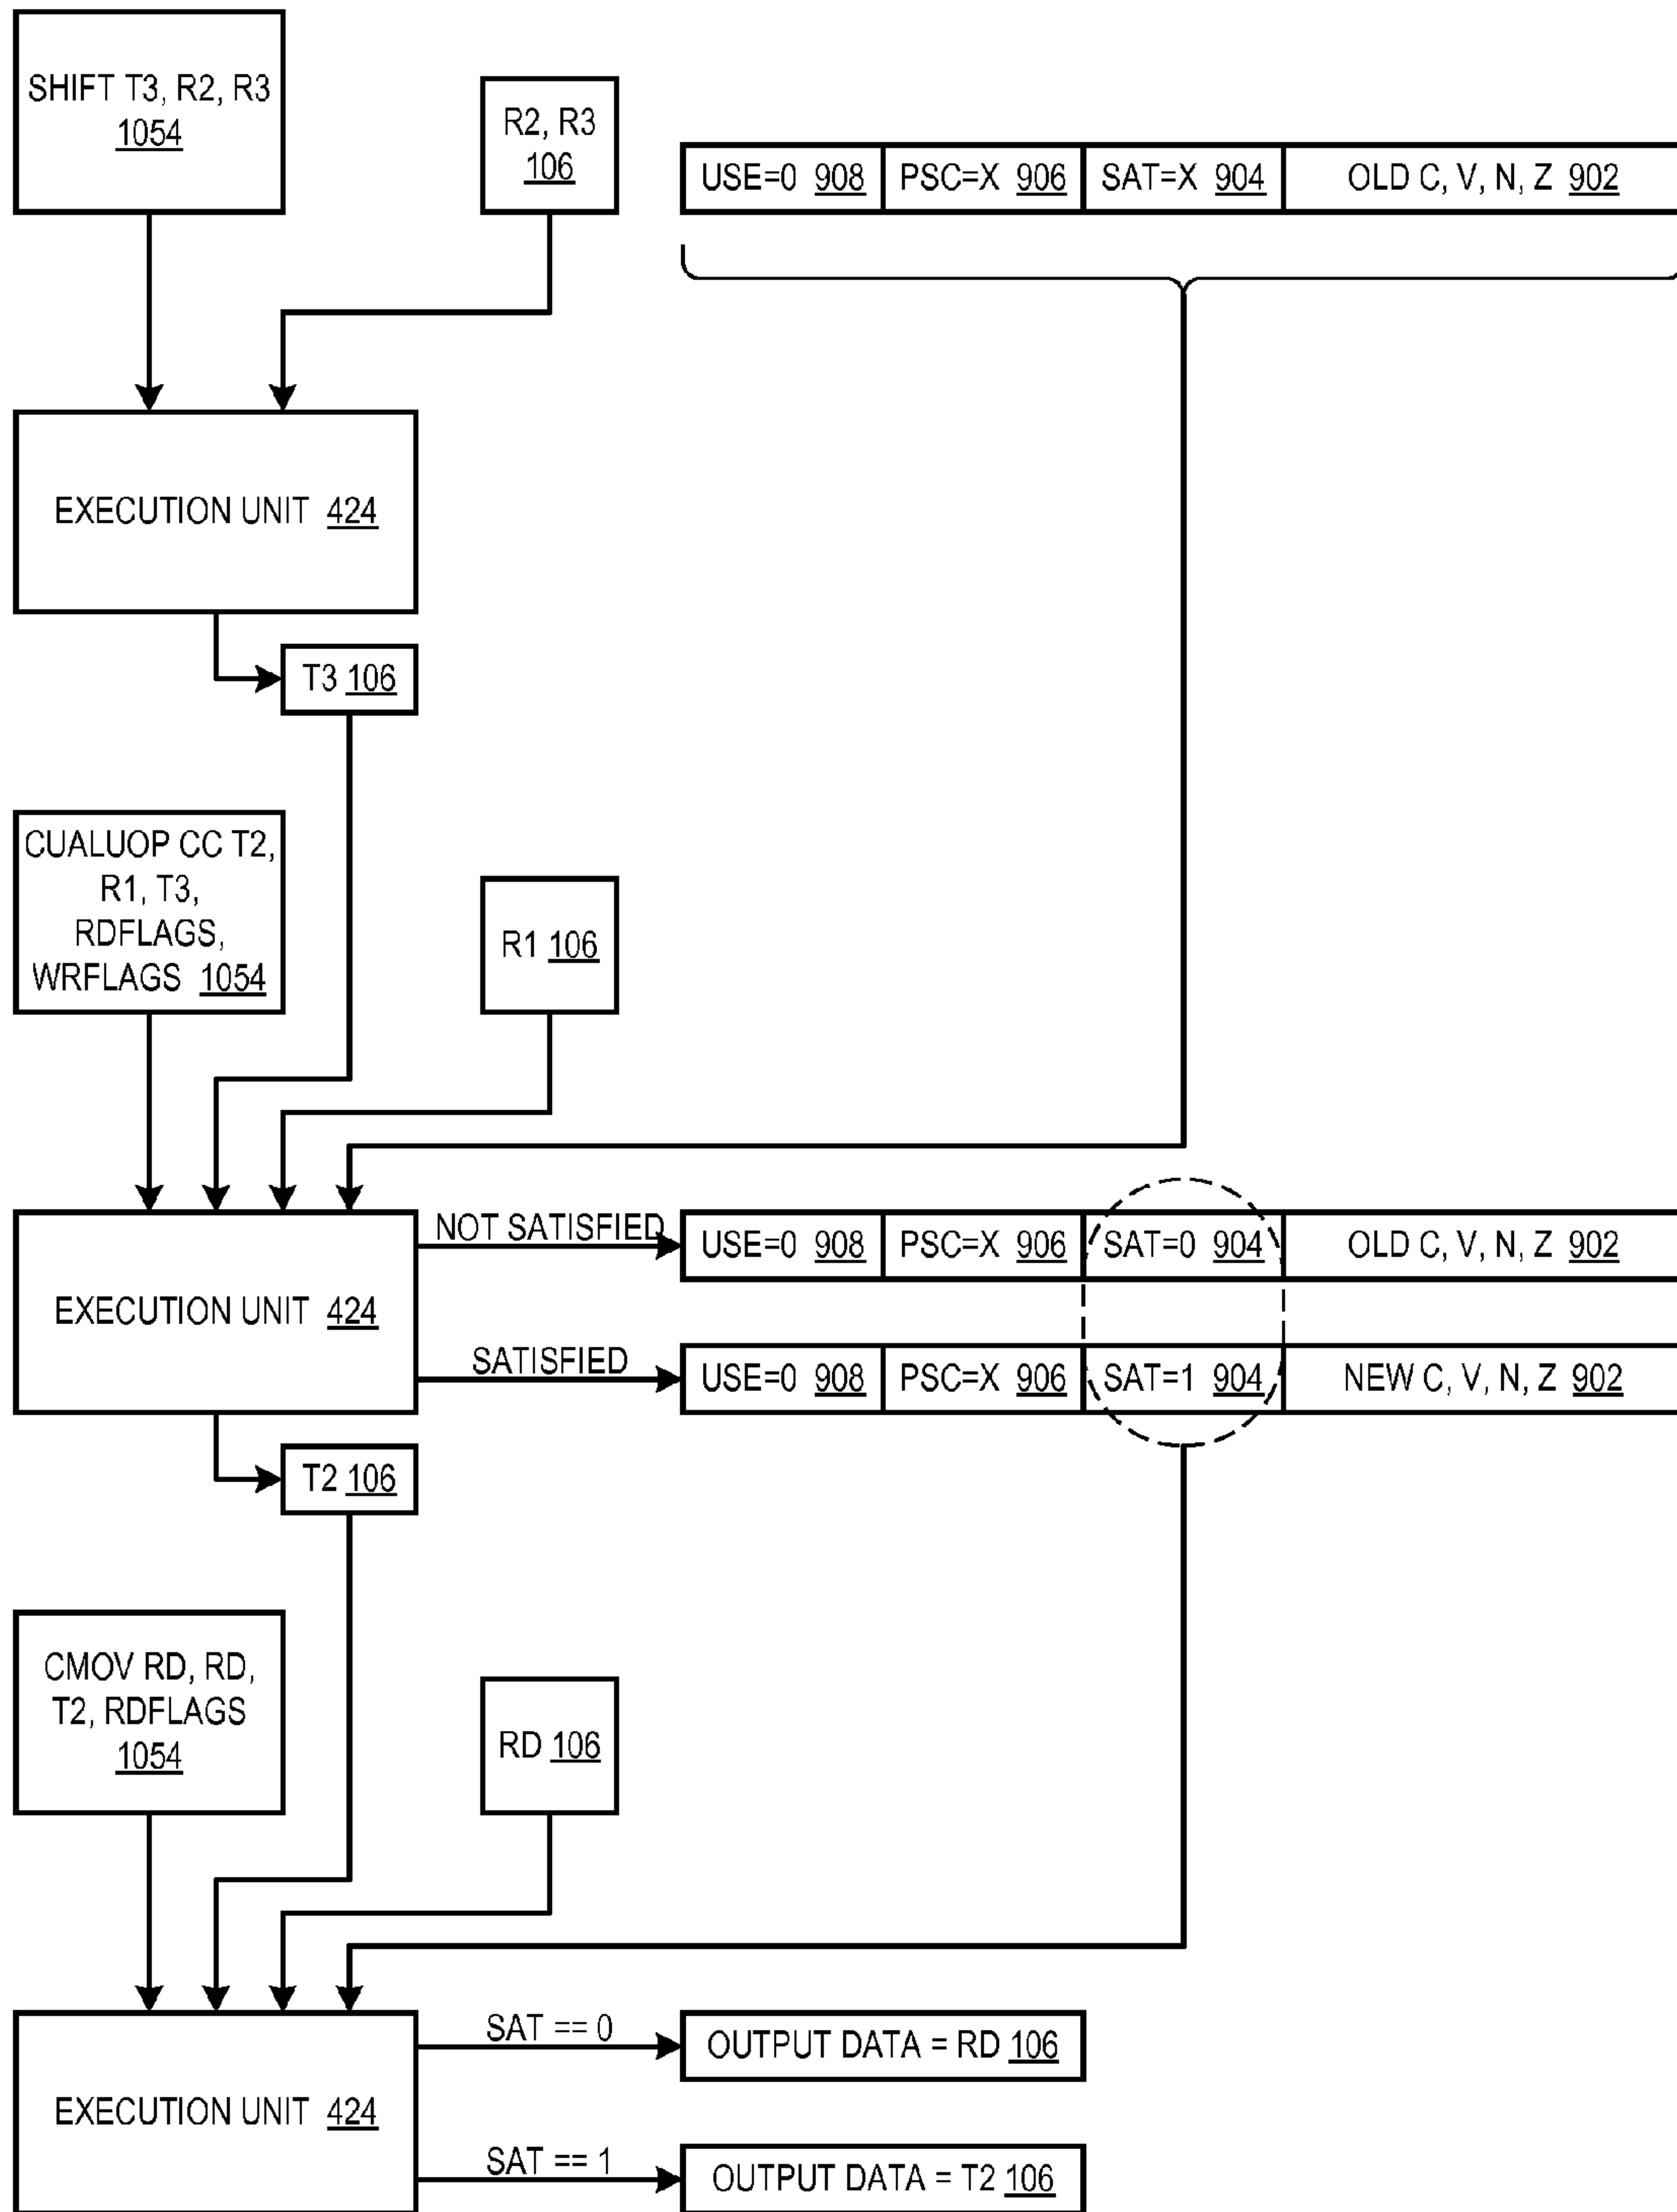 SHIFT T3, R2, R3
1054
R2, R3
106
USE=0 908 PSC=X 906 SAT=X 904 OLD C, V, N, Z 902
EXECUTION UNIT 424
T3 106
CUALUOP CC T2,
R1, T3,
RDFLAGS,
WRFLAGS 1054
R1 106
NOT SATISFIED
USE=0 908 PSC=X 906 SAT=0 904 OLD C, V, N, Z 902
EXECUTION UNIT 424
SATISFIED
USE=0 908 PSC=X 906 SAT=1 904 NEW C, V, N, Z 902
T2 106
CMOV RD, RD,
T2, RDFLAGS
1054
RD 106
SAT == 0
OUTPUT DATA = RD 106
EXECUTION UNIT 424
SAT == 1
OUTPUT DATA = T2 106